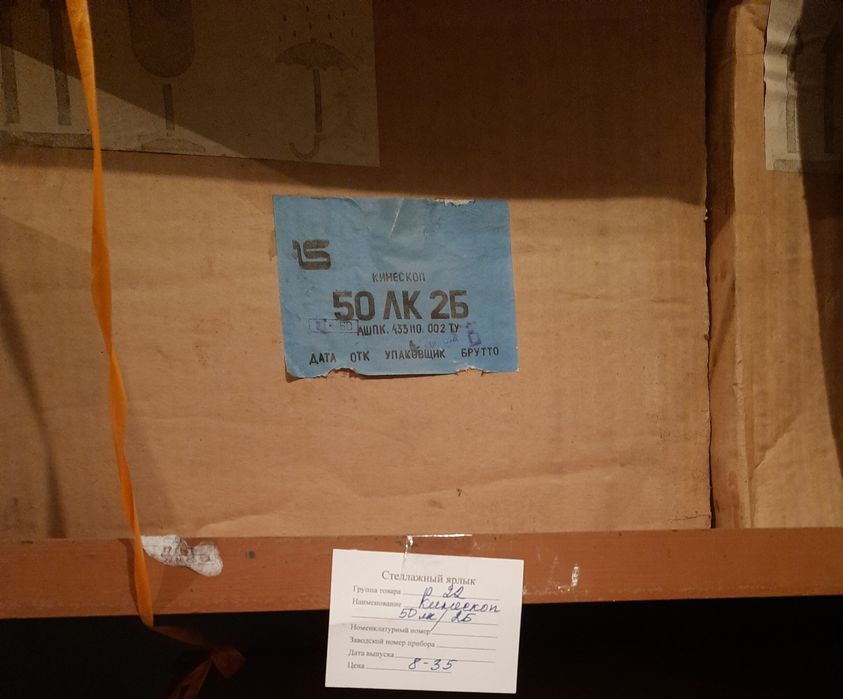 КИНЕСКОП
50 ЛК 2Б
АШПК. 433110. 002 ТУ
ДАТА ОТК УПАКОВЩИК БРУТТО
Стеллажный ярлык
Группа товара Р 22
Наименование Кинескоп
50 лк/2Б
Номенклатурный номер
Заводской номер прибора
Дата выпуска
Цена 8-35